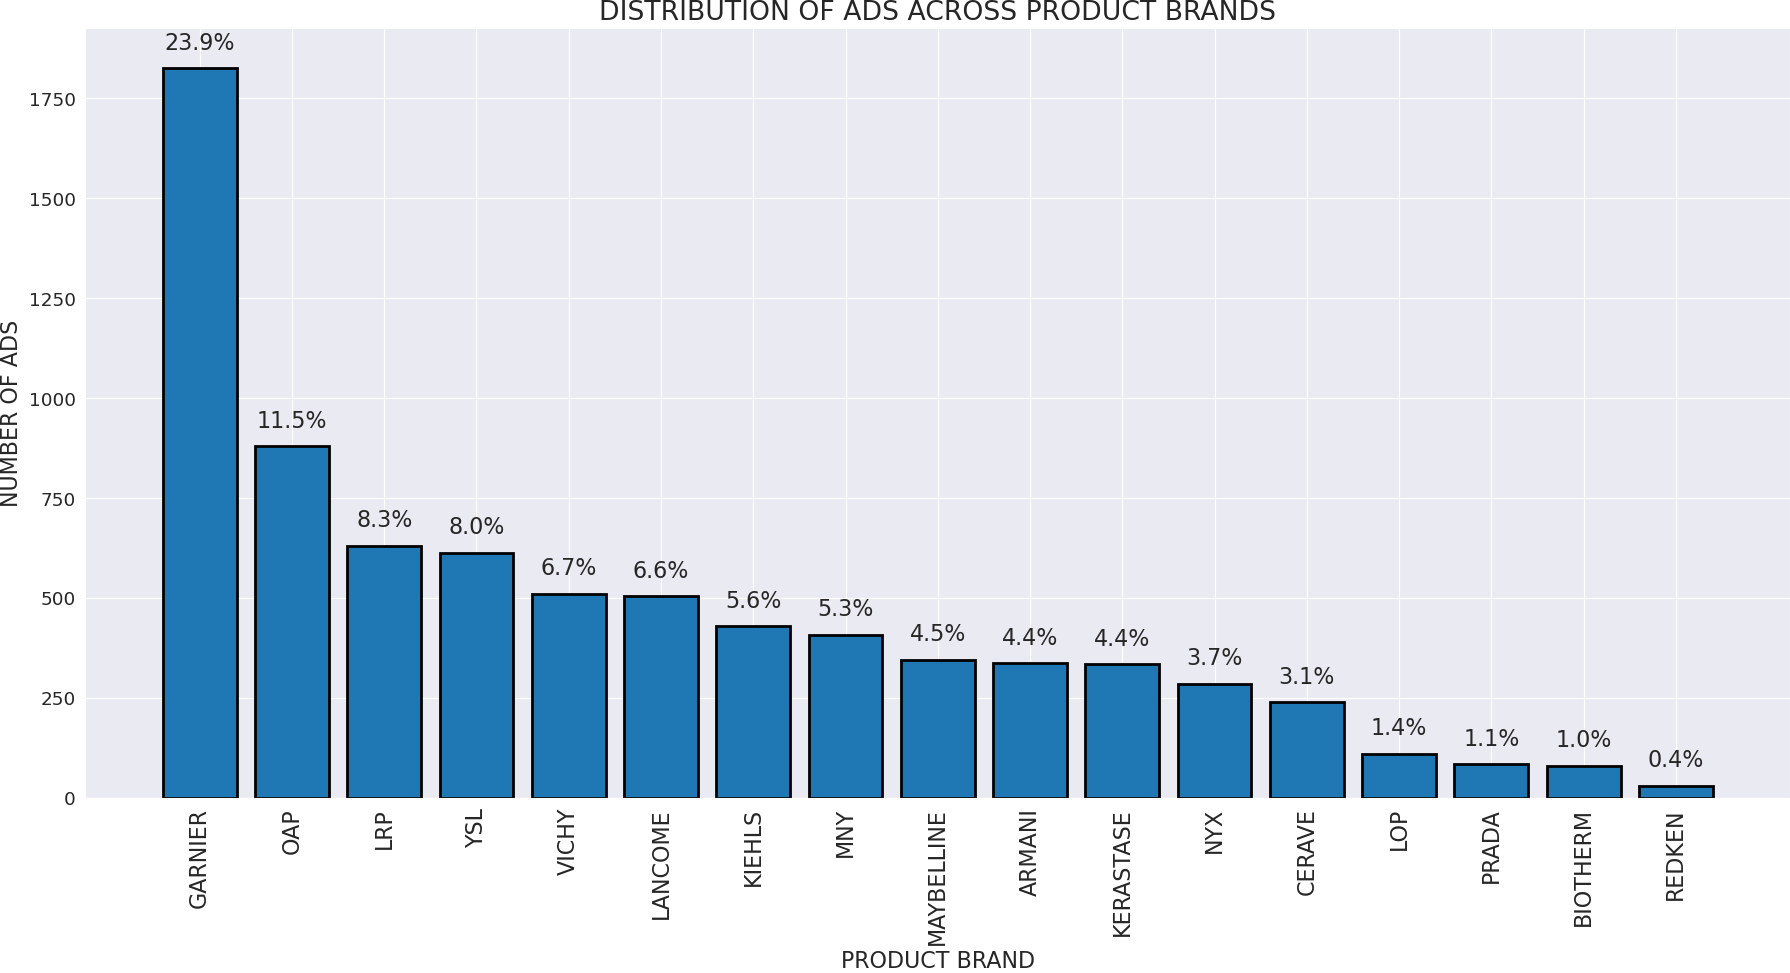 DISTRIBUTION OF ADS ACROSS PRODUCT BRANDS
NUMBER OF ADS
1750
1500
1250
1000
750
500
250
0
23.9%
11.5%
8.3%
8.0%
6.7%
6.6%
5.6%
5.3%
4.5%
4.4%
4.4%
3.7%
3.1%
1.4%
1.1%
1.0%
0.4%
GARNIER
OAP
LRP
YSL
VICHY
LANCOME
KIEHLS
MNY
MAYBELLINE
ARMANI
KERASTASE
NYX
CERAVE
LOP
PRADA
BIOTHERM
REDKEN
PRODUCT BRAND